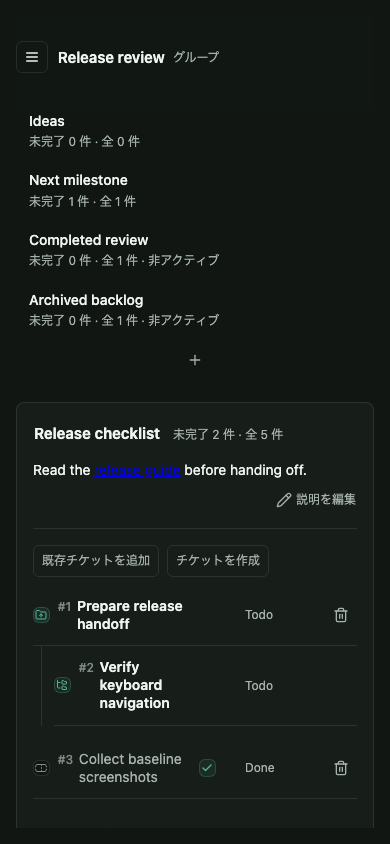 Release review グループ
Ideas
未完了 0 件 · 全 0 件
Next milestone
未完了 1 件 · 全 1 件
Completed review
未完了 0 件 · 全 1 件 · 非アクティブ
Archived backlog
未完了 0 件 · 全 1 件 · 非アクティブ
+
Release checklist 未完了 2 件 · 全 5 件
Read the release guide before handing off.
説明を編集
既存チケットを追加 チケットを作成
#1 Prepare release Todo
handoff
#2 Verify
keyboard Todo
navigation
#3 Collect baseline Done
screenshots